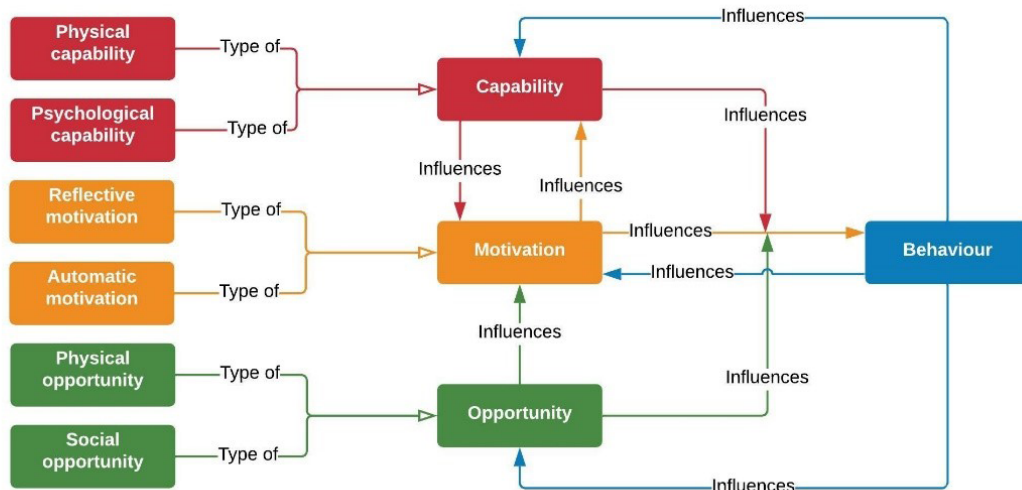 Physical
capability
Type of
Psychological
capability
Type of
Reflective
motivation
Type of
Automatic
motivation
Type of
Physical
opportunity
Type of
Social
opportunity
Type of
Influences
Capability
Influences
Influences
Influences
Motivation
Influences
Behaviour
Influences
Influences
Influences
Opportunity
Influences